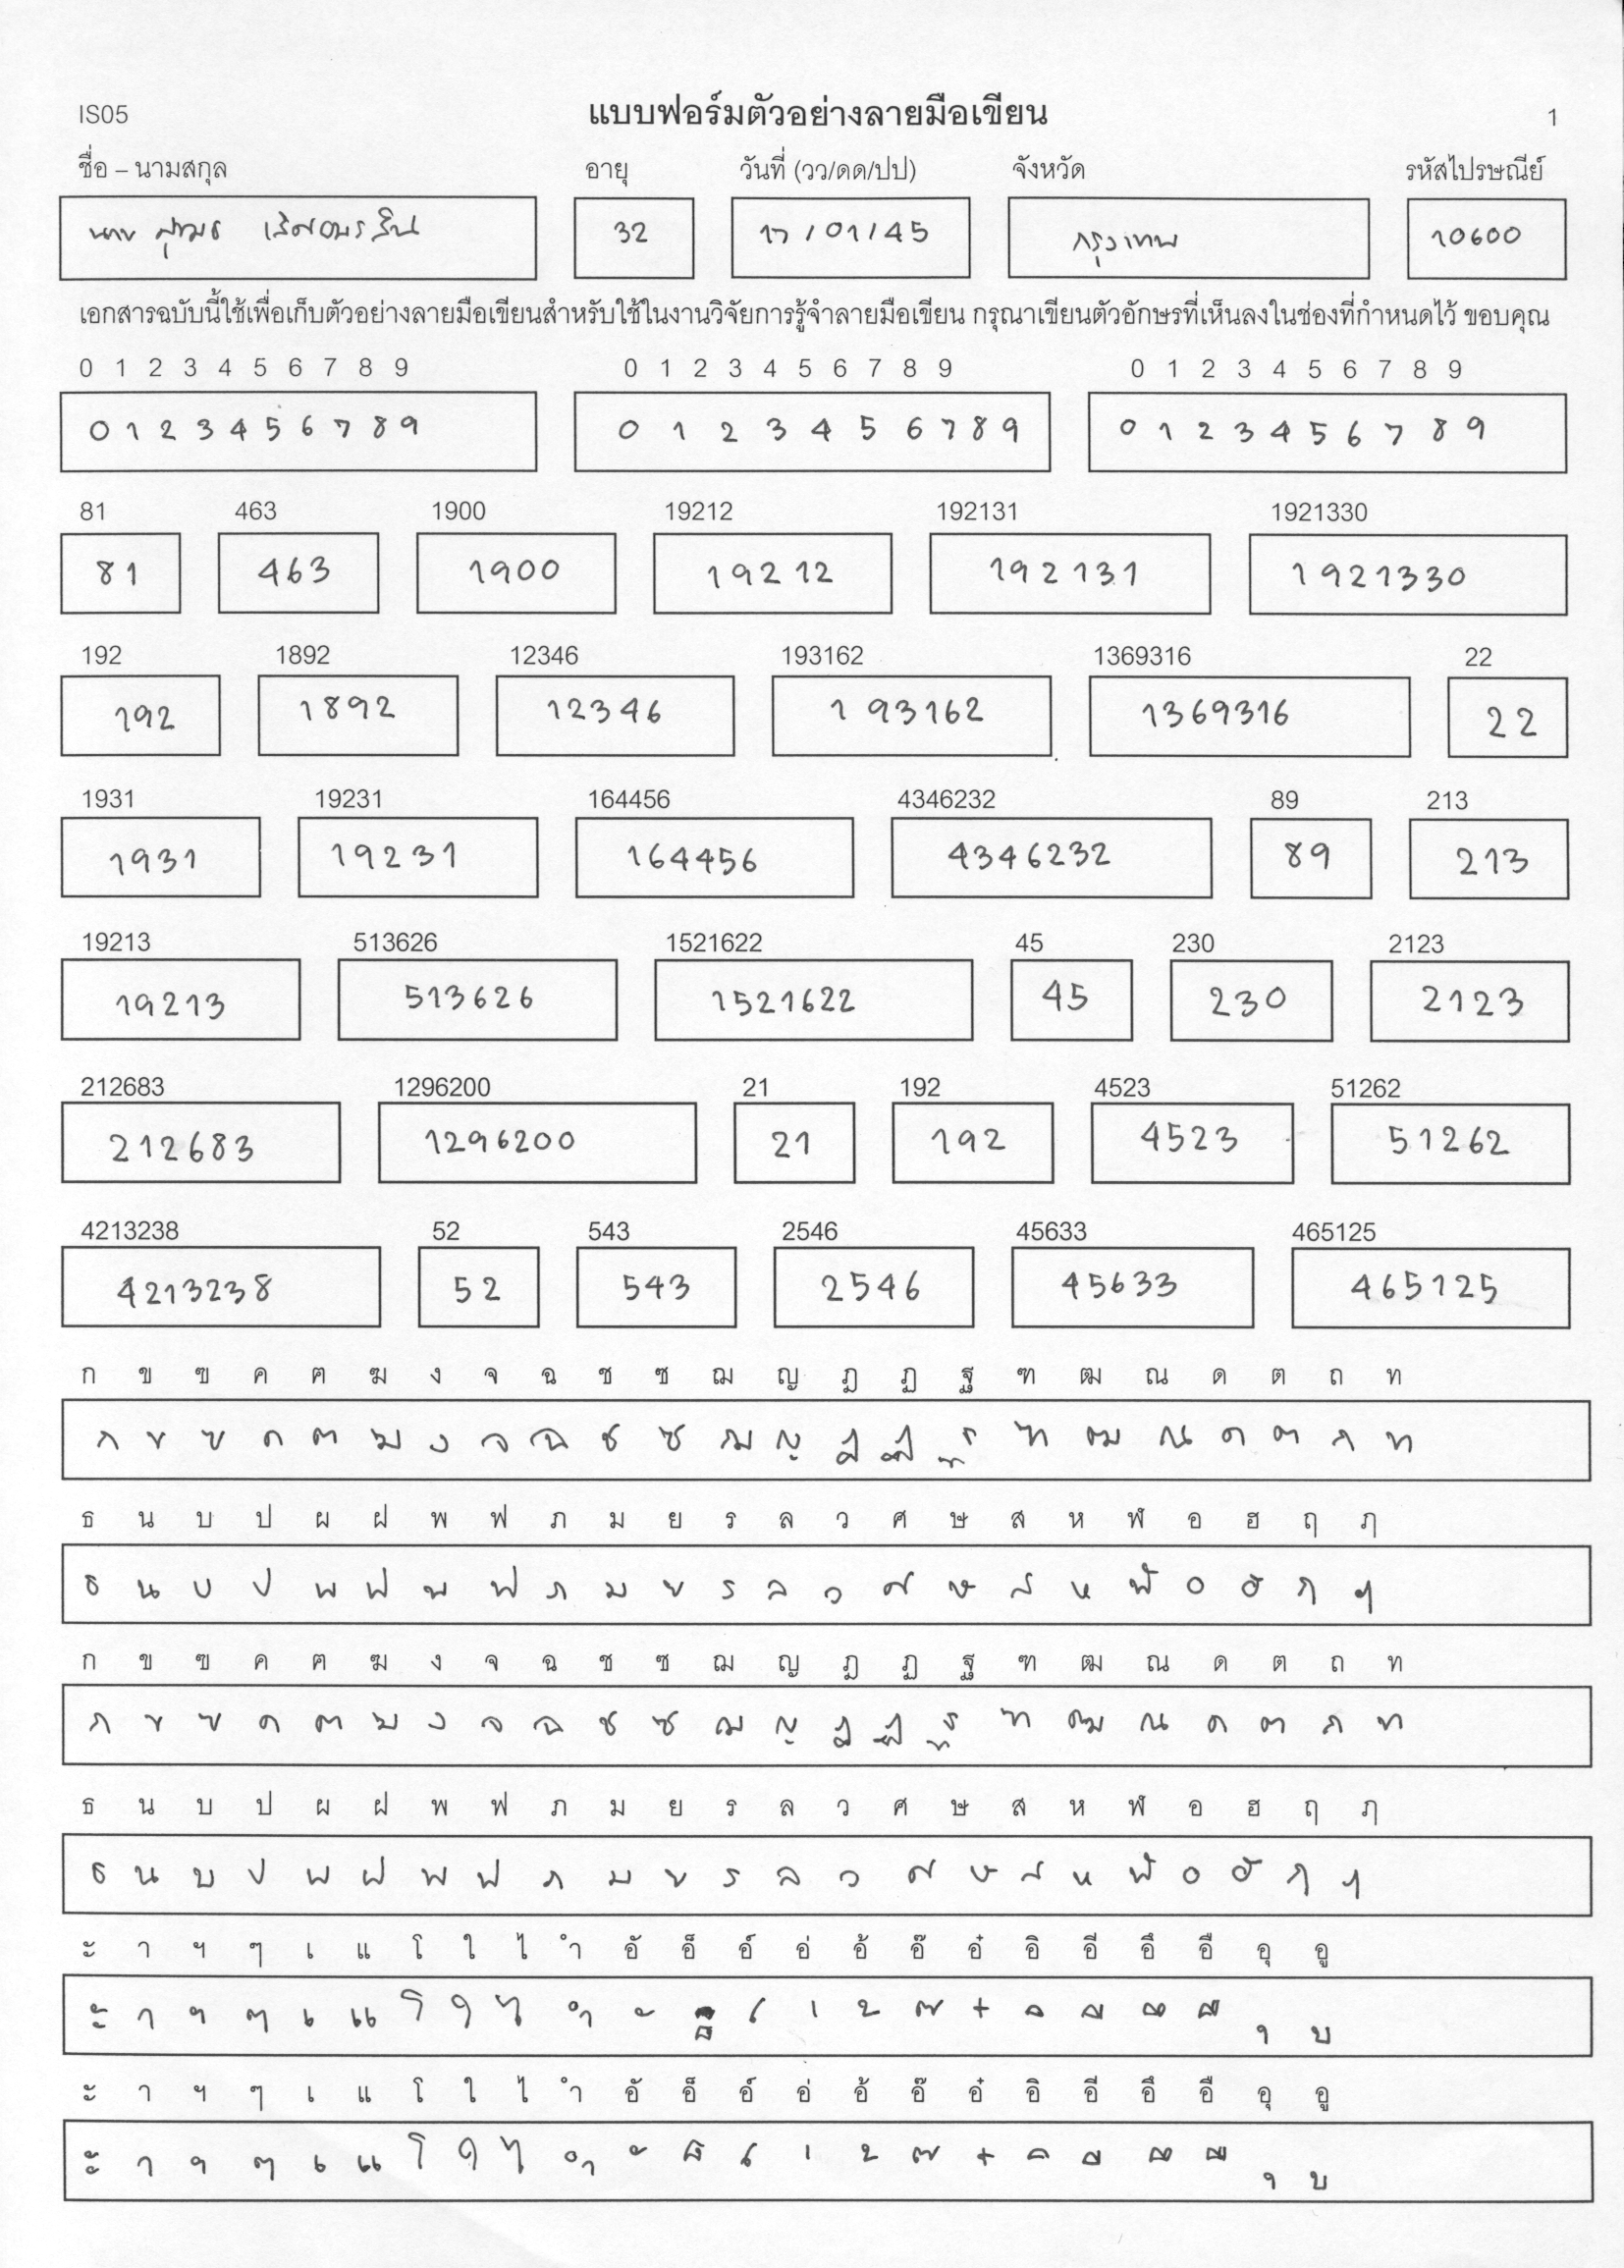 IS05 แบบฟอร์มตัวอย่างลายมือเขียน 1
ชื่อ – นามสกุล อายุ วันที่ (วว/ดด/ปป) จังหวัด รหัสไปรษณีย์
นาย 32 17/01/45 กรุงเทพ 10600
เอกสารฉบับนี้ใช้เพื่อเก็บตัวอย่างลายมือเขียนสำหรับใช้ในงานวิจัยการรู้จำลายมือเขียน กรุณาเขียนตัวอักษรที่เห็นลงในช่องที่กำหนดไว้ ขอบคุณ
0 1 2 3 4 5 6 7 8 9 0 1 2 3 4 5 6 7 8 9 0 1 2 3 4 5 6 7 8 9
0 1 2 3 4 5 6 7 8 9 0 1 2 3 4 5 6 7 8 9 0 1 2 3 4 5 6 7 8 9
81 463 1900 19212 192131 1921330
81 463 1900 19212 192131 1921330
192 1892 12346 193162 1369316 22
192 1892 12346 193162 1369316 22
1931 19231 164456 4346232 89 213
1931 19231 164456 4346232 89 213
19213 513626 1521622 45 230 2123
19213 513626 1521622 45 230 2123
212683 1296200 21 192 4523 51262
212683 1296200 21 192 4523 51262
4213238 52 543 2546 45633 465125
4213238 52 543 2546 45633 465125
ก ข ฃ ค ฅ ฆ ง จ ฉ ช ซ ฌ ญ ฎ ฏ ฐ ฑ ฒ ณ ด ต ถ ท
ก ข ฃ ค ฅ ฆ ง จ ฉ ช ซ ฌ ญ ฎ ฏ ฐ ฑ ฒ ณ ด ต ถ ท
ธ น บ ป ผ ฝ พ ฟ ภ ม ย ร ล ว ศ ษ ส ห ฬ อ ฮ ฤ ฦ
ธ น บ ป ผ ฝ พ ฟ ภ ม ย ร ล ว ศ ษ ส ห ฬ อ ฮ ฤ ฦ
ก ข ฃ ค ฅ ฆ ง จ ฉ ช ซ ฌ ญ ฎ ฏ ฐ ฑ ฒ ณ ด ต ถ ท
ก ข ฃ ค ฅ ฆ ง จ ฉ ช ซ ฌ ญ ฎ ฏ ฐ ฑ ฒ ณ ด ต ถ ท
ธ น บ ป ผ ฝ พ ฟ ภ ม ย ร ล ว ศ ษ ส ห ฬ อ ฮ ฤ ฦ
ธ น บ ป ผ ฝ พ ฟ ภ ม ย ร ล ว ศ ษ ส ห ฬ อ ฮ ฤ ฦ
ะ า ฯ ๆ เ แ โ ใ ไ ำ อั อ็ อ์ อ่ อ้ อ๊ อ๋ อิ อี อึ อื อุ อู
ะ า ฯ ๆ เ แ โ ใ ไ ำ ั ็ ์ ่ ้ ๊ ๋ ิ ี ึ ื ุ ู
ะ า ฯ ๆ เ แ โ ใ ไ ำ อั อ็ อ์ อ่ อ้ อ๊ อ๋ อิ อี อึ อื อุ อู
ะ า ฯ ๆ เ แ โ ใ ไ ำ ั ็ ์ ่ ้ ๊ ๋ ิ ี ึ ื ุ ู